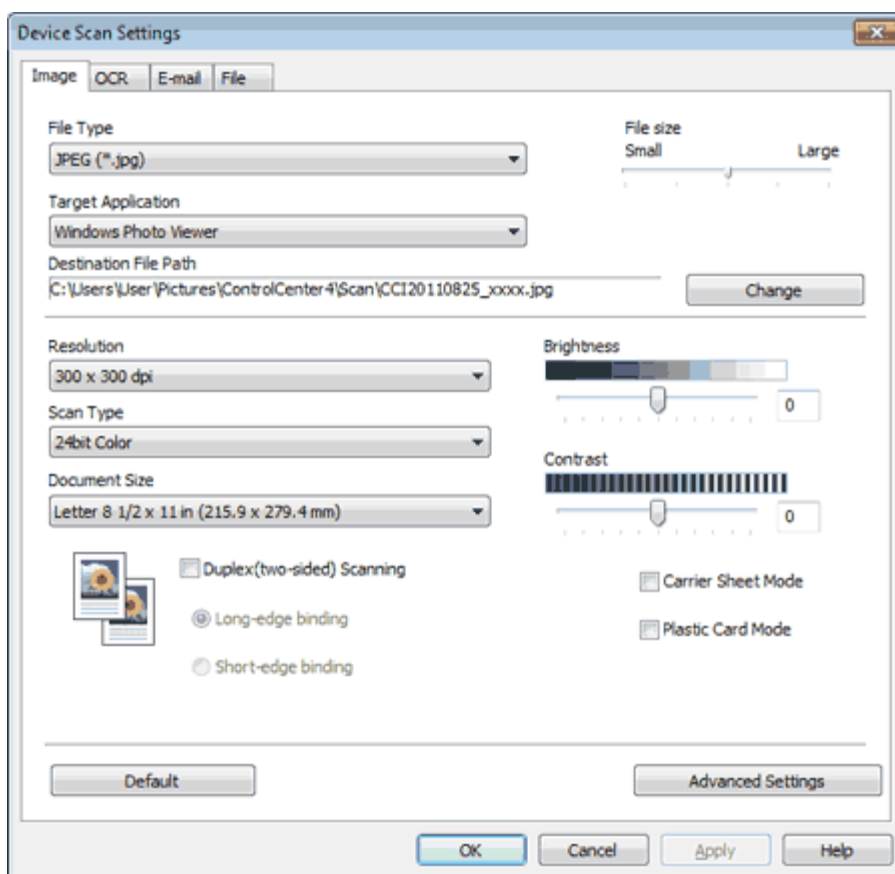 Device Scan Settings
Image OCR E-mail File
File Type
JPEG (*.jpg)
File size
Small Large
Target Application
Windows Photo Viewer
Destination File Path
C:\Users\User\Pictures\ControlCenter4\Scan\CCI20110825_xxxx.jpg
Change
Resolution
300 x 300 dpi
Scan Type
24bit Color
Document Size
Letter 8 1/2 x 11 in (215.9 x 279.4 mm)
Brightness
0
Contrast
0
Duplex(two-sided) Scanning
Long-edge binding
Short-edge binding
Carrier Sheet Mode
Plastic Card Mode
Default
Advanced Settings
OK Cancel Apply Help